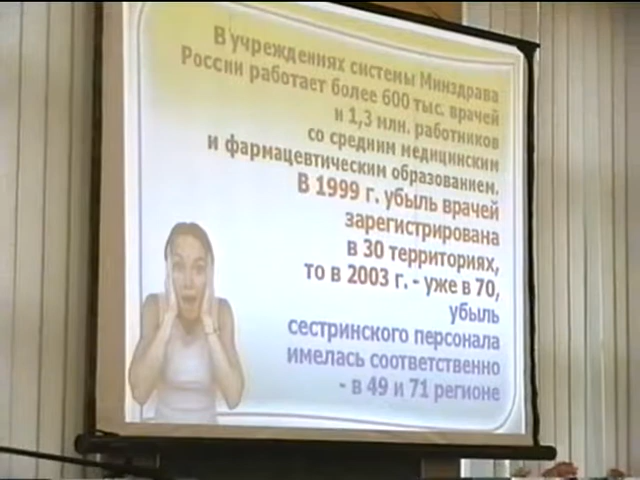 В учреждениях системы Минздрава
России работает более 600 тыс. врачей
и 1,3 млн. работников
со средним медицинским
и фармацевтическим образованием.
В 1999 г. убыль врачей
зарегистрирована
в 30 территориях,
то в 2003 г. - уже в 70,
убыль
сестринского персонала
имелась соответственно
- в 49 и 71 регионе